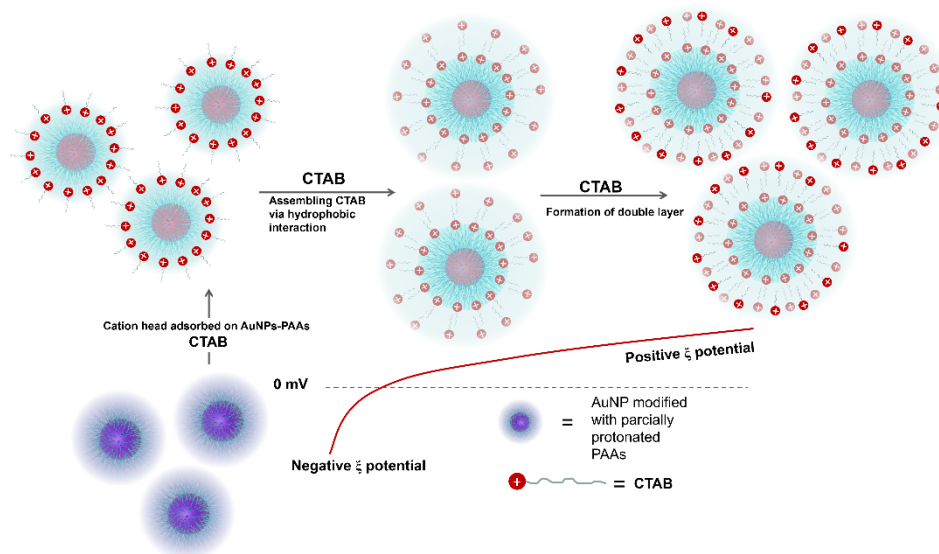 CTAB
Assembling CTAB
via hydrophobic
interaction
CTAB
Formation of double layer
Cation head adsorbed on AuNPs-PAAs
CTAB
0 mV
Positive ξ potential
Negative ξ potential
= AuNP modified
with partially
protonated
PAAs
+ = CTAB